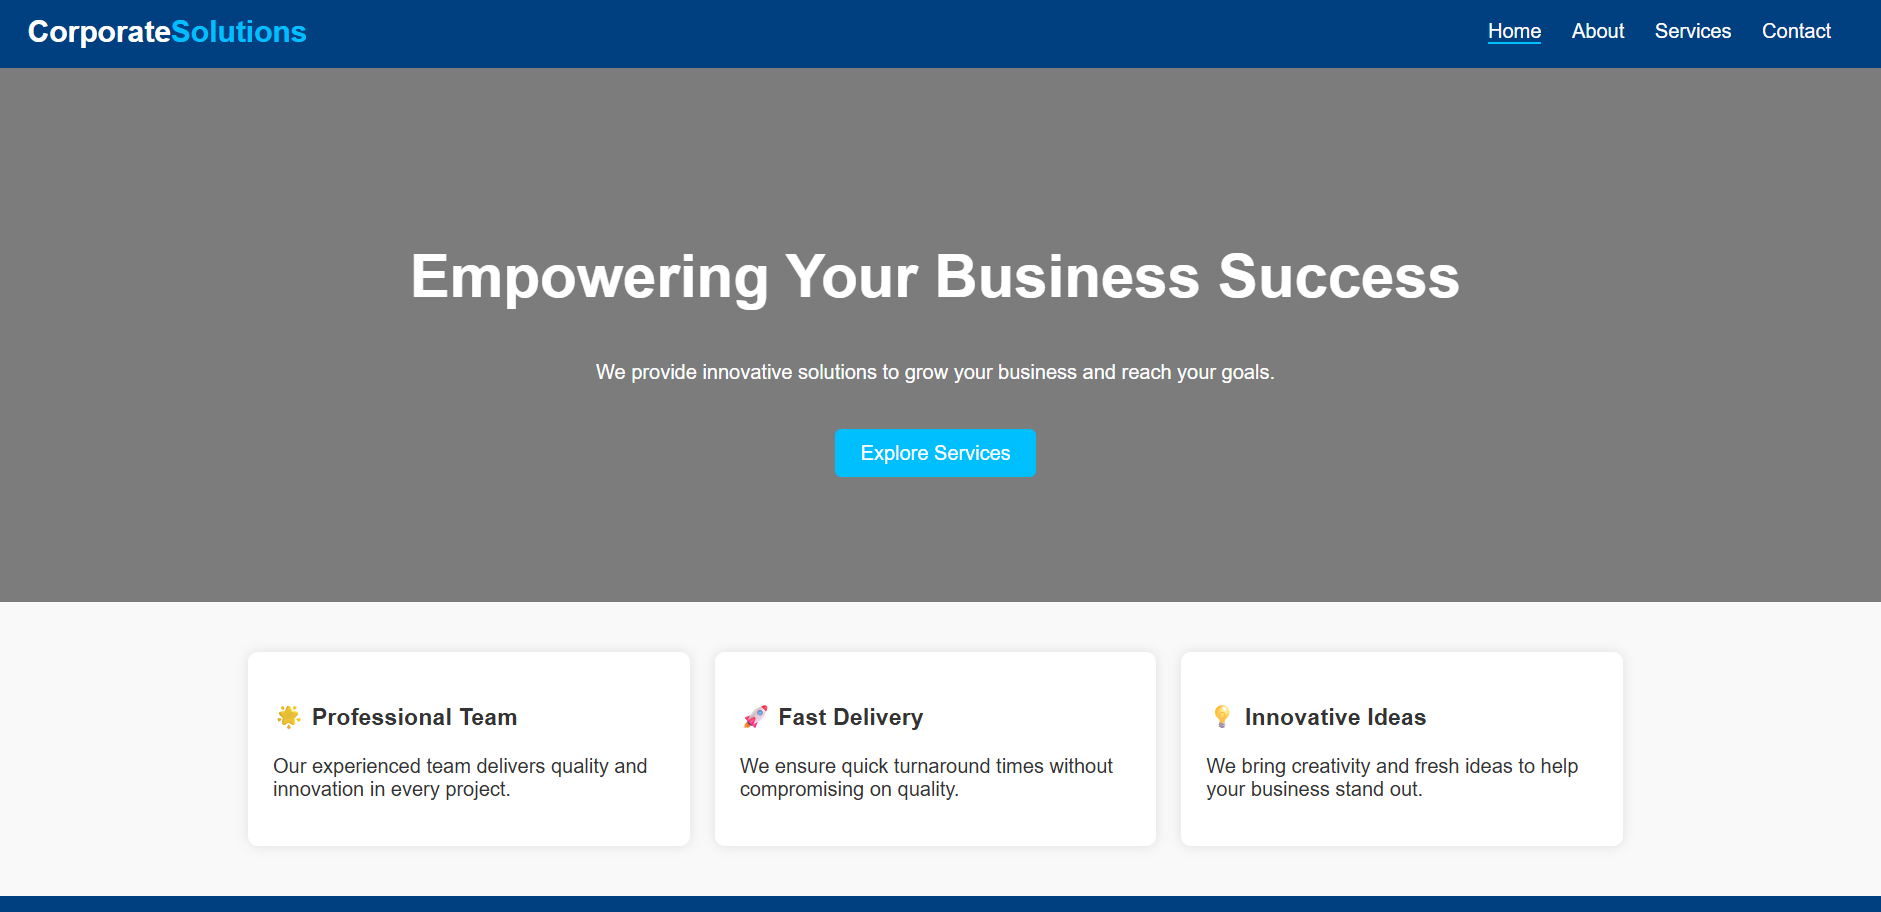 CorporateSolutions
Home About Services Contact
Empowering Your Business Success
We provide innovative solutions to grow your business and reach your goals.
Explore Services
🌟 Professional Team
Our experienced team delivers quality and
innovation in every project.
🚀 Fast Delivery
We ensure quick turnaround times without
compromising on quality.
💡 Innovative Ideas
We bring creativity and fresh ideas to help
your business stand out.